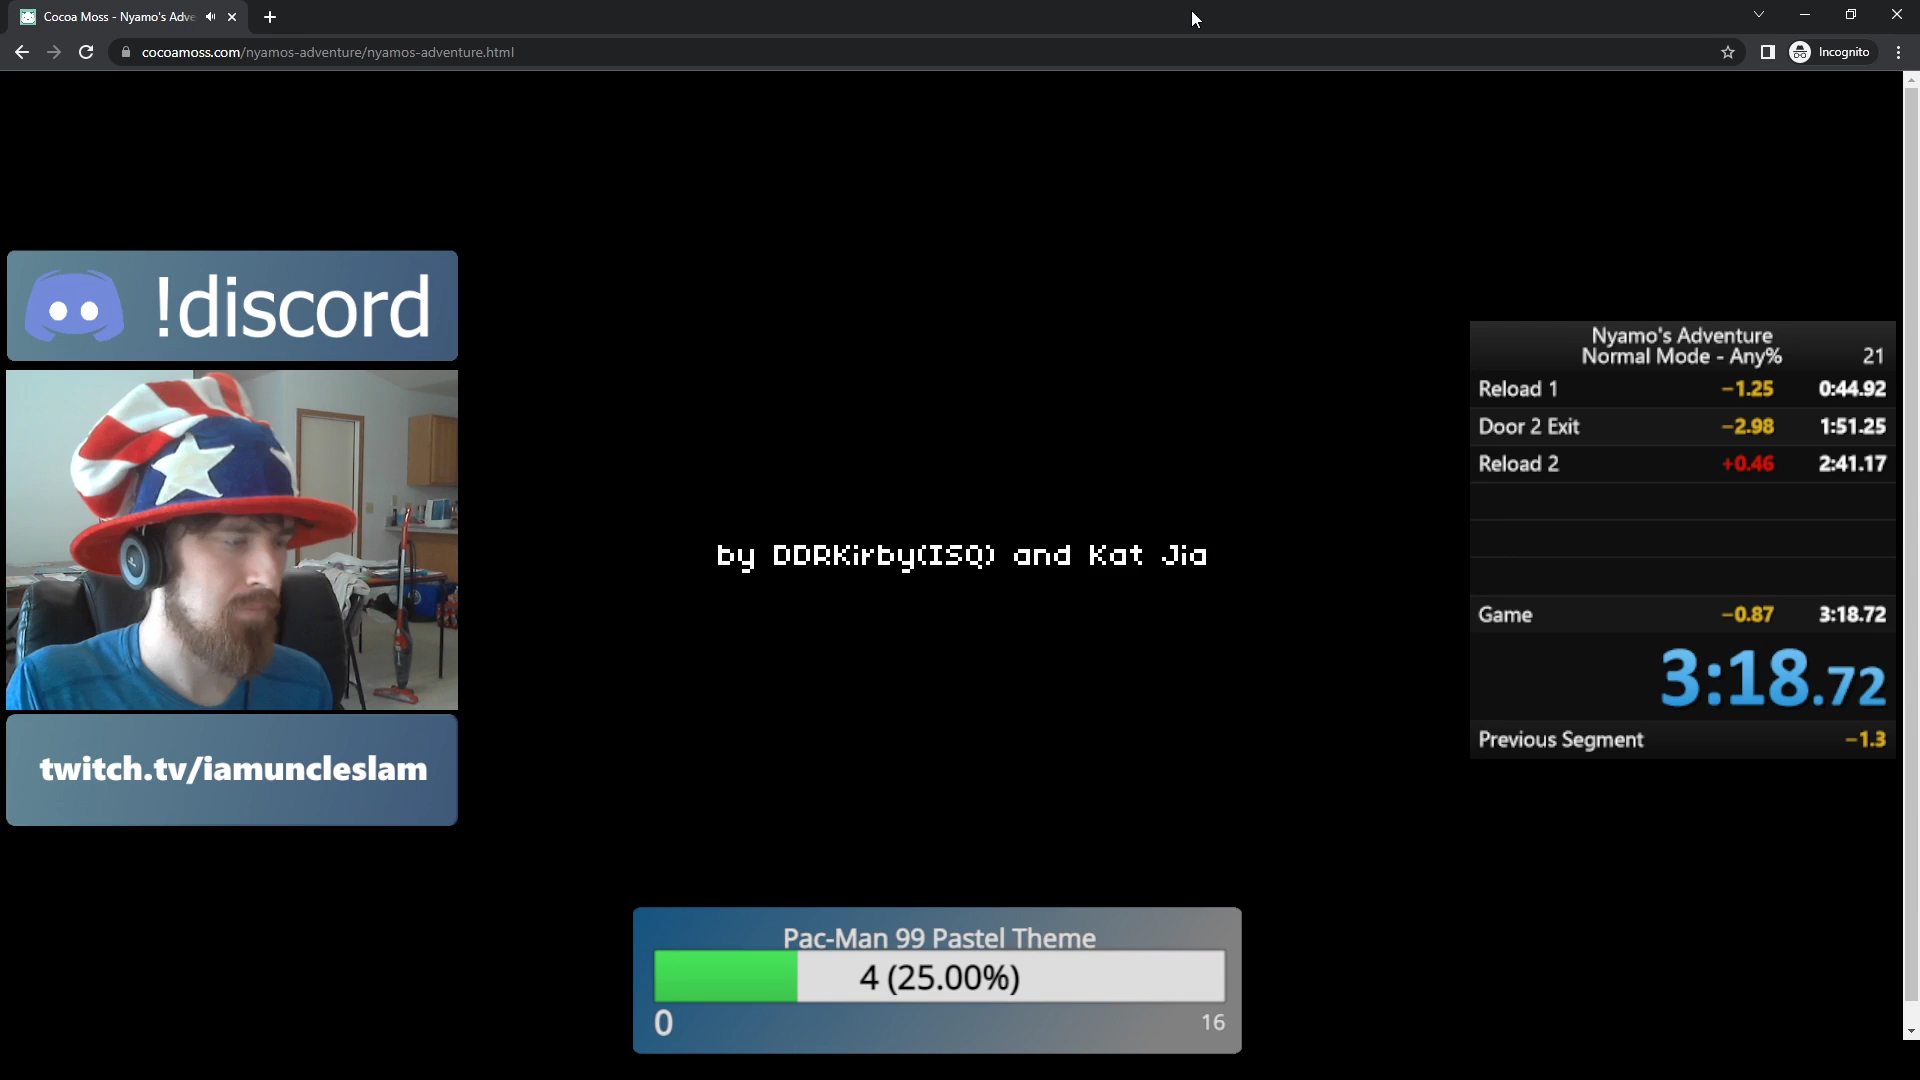 Cocoa Moss - Nyamo's Adve
cocoamoss.com/nyamos-adventure/nyamos-adventure.html
Incognito
!discord
twitch.tv/iamuncleslam
by DDRKirby(ISQ) and Kat Jia
Nyamo's Adventure
Normal Mode - Any% 21
Reload 1 -1.25 0:44.92
Door 2 Exit -2.98 1:51.25
Reload 2 +0.46 2:41.17
Game -0.87 3:18.72
3:18.72
Previous Segment -1.3
Pac-Man 99 Pastel Theme
4 (25.00%)
0 16